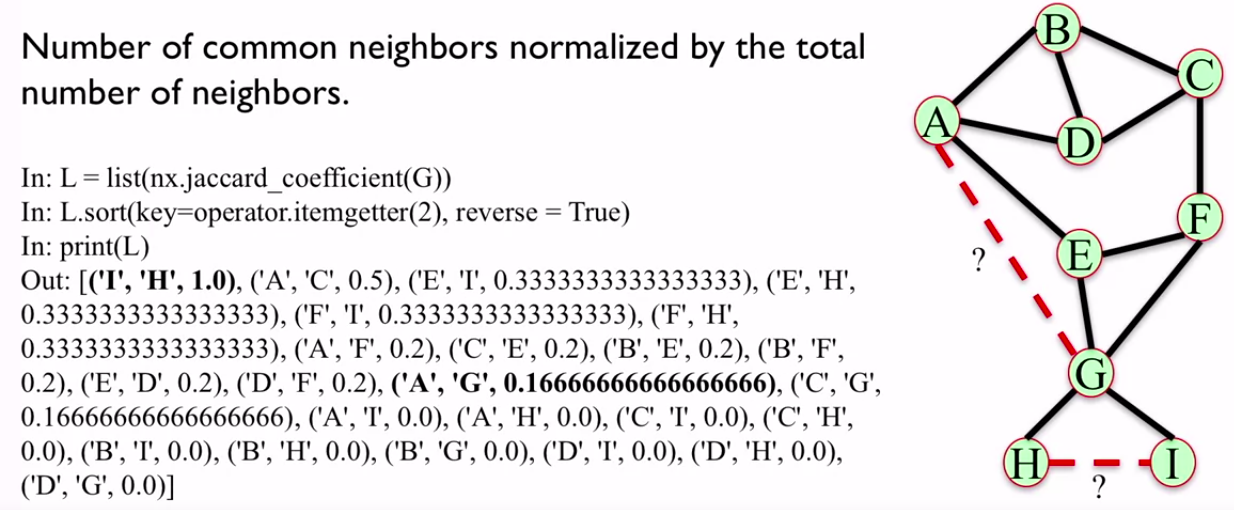 Number of common neighbors normalized by the total
number of neighbors.
In: L = list(nx.jaccard_coefficient(G))
In: L.sort(key=operator.itemgetter(2), reverse = True)
In: print(L)
Out: [('I', 'H', 1.0), ('A', 'C', 0.5), ('E', 'I', 0.3333333333333333), ('E', 'H',
0.3333333333333333), ('F', 'I', 0.3333333333333333), ('F', 'H',
0.3333333333333333), ('A', 'F', 0.2), ('C', 'E', 0.2), ('B', 'E', 0.2), ('B', 'F',
0.2), ('E', 'D', 0.2), ('D', 'F', 0.2), ('A', 'G', 0.16666666666666666), ('C', 'G',
0.16666666666666666), ('A', 'I', 0.0), ('A', 'H', 0.0), ('C', 'I', 0.0), ('C', 'H',
0.0), ('B', 'I', 0.0), ('B', 'H', 0.0), ('B', 'G', 0.0), ('D', 'I', 0.0), ('D', 'H', 0.0),
('D', 'G', 0.0)]
B
C
A
D
F
E
?
G
H
I
?